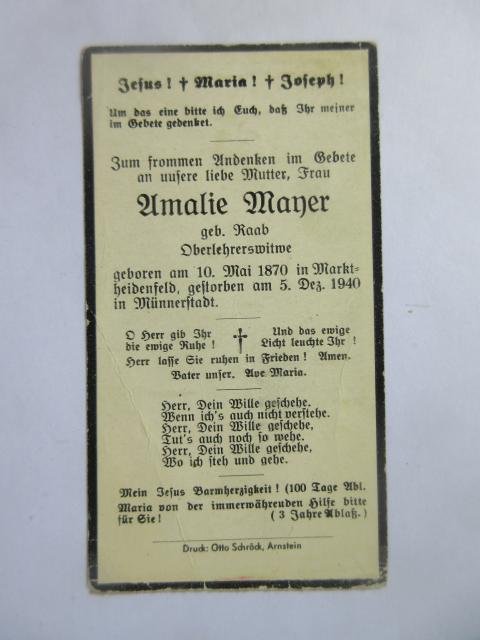 Jesus! † Maria! † Joseph!
Um das eine bitte ich Euch, daß Ihr meiner
im Gebete gedenket.
Zum frommen Andenken im Gebete
an uusere liebe Mutter, Frau
Amalie Mayer
geb. Raab
Oberlehrerswitwe
geboren am 10. Mai 1870 in Markt-
heidenfeld, gestorben am 5. Dez. 1940
in Münnerstadt.
O Herr gib Ihr
die ewige Ruhe!
†
Und das ewige
Licht leuchte Ihr!
Herr lasse Sie ruhen in Frieden! Amen.
Vater unser. Ave Maria.
Herr, Dein Wille geschehe.
Wenn ich's auch nicht verstehe.
Herr, Dein Wille geschehe,
Tut's auch noch so wehe.
Herr, Dein Wille geschehe,
Wo ich steh und gehe.
Mein Jesus Barmherzigkeit! (100 Tage Abl.
Maria von der immerwährenden Hilfe bitte
für Sie! (3 Jahre Ablaß.)
Druck: Otto Schröck, Arnstein